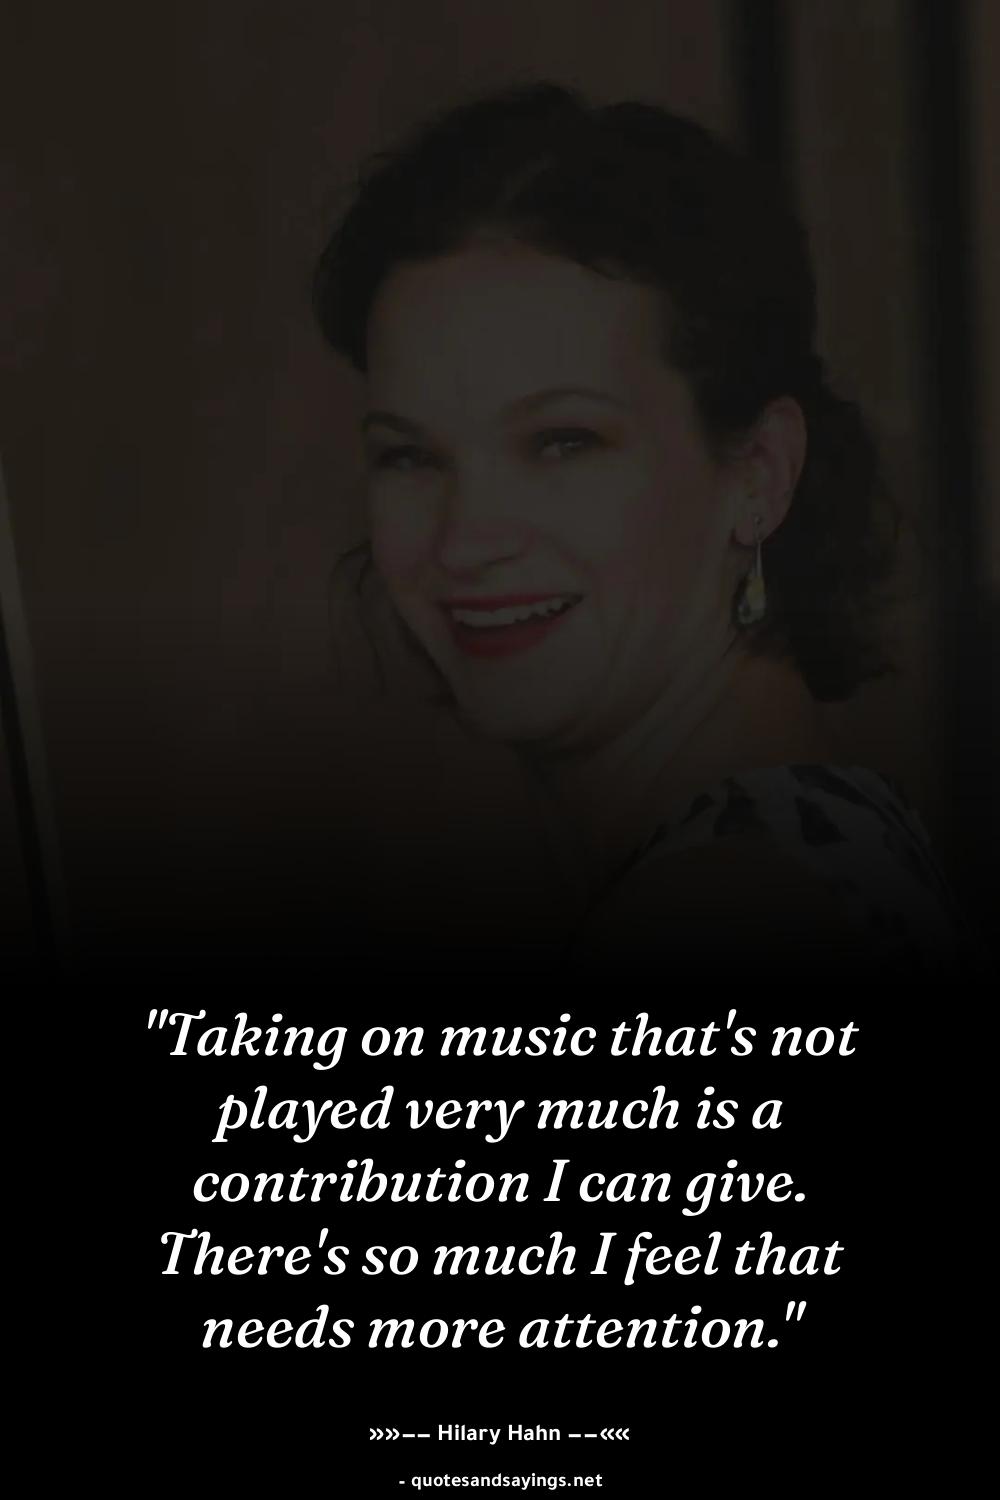 "Taking on music that's not
played very much is a
contribution I can give.
There's so much I feel that
needs more attention."
»»–– Hilary Hahn ––««
- quotesandsayings.net